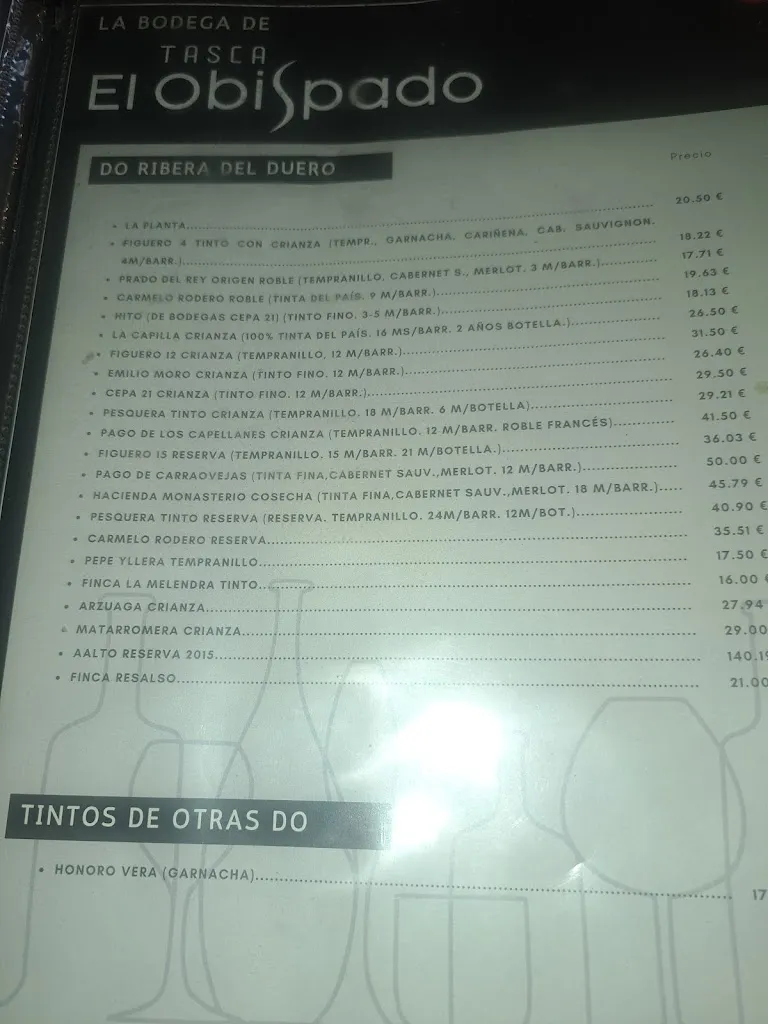 LA BODEGA DE
TASCA
El ObiSpado
Precio
DO RIBERA DEL DUERO
• LA PLANTA........ 20.50 €
• FIGUERO 4 TINTO CON CRIANZA (TEMPR., GARNACHA, CARIÑENA, CAB. SAUVIGNON.
4M/BARR.)........ 18.22 €
• PRADO DEL REY ORIGEN ROBLE (TEMPRANILLO, CABERNET S., MERLOT. 3 M/BARR.)........ 17.71 €
• CARMELO RODERO ROBLE (TINTA DEL PAÍS. 9 M/BARR.)........ 19.63 €
• HITO (DE BODEGAS CEPA 21) (TINTO FINO. 3-5 M/BARR.)........ 18.13 €
• LA CAPILLA CRIANZA (100% TINTA DEL PAÍS. 16 MS/BARR. 2 AÑOS BOTELLA.)........ 26.50 €
• FIGUERO 12 CRIANZA (TEMPRANILLO, 12 M/BARR.)........ 31.50 €
• EMILIO MORO CRIANZA (TINTO FINO. 12 M/BARR.)........ 26.40 €
• CEPA 21 CRIANZA (TINTO FINO. 12 M/BARR.)........ 29.50 €
• PESQUERA TINTO CRIANZA (TEMPRANILLO. 18 M/BARR. 6 M/BOTELLA)........ 29.21 €
• PAGO DE LOS CAPELLANES CRIANZA (TEMPRANILLO. 12 M/BARR. ROBLE FRANCÉS)........ 41.50 €
• FIGUERO 15 RESERVA (TEMPRANILLO. 15 M/BARR. 21 M/BOTELLA.)........ 36.03 €
• PAGO DE CARRAOVEJAS (TINTA FINA,CABERNET SAUV.,MERLOT. 12 M/BARR.)........ 50.00 €
• HACIENDA MONASTERIO COSECHA (TINTA FINA,CABERNET SAUV.,MERLOT. 18 M/BARR.)..... 45.79 €
• PESQUERA TINTO RESERVA (RESERVA. TEMPRANILLO. 24M/BARR. 12M/BOT.)........ 40.90 €
• CARMELO RODERO RESERVA........ 35.51 €
• PEPE YLLERA TEMPRANILLO........ 17.50 €
• FINCA LA MELENDRA TINTO........ 16.00 €
• ARZUAGA CRIANZA........ 27.94
• MATARROMERA CRIANZA........ 29.00
• AALTO RESERVA 2015........ 140.19
• FINCA RESALSO........ 21.00
TINTOS DE OTRAS DO
• HONORO VERA (GARNACHA)........ 17